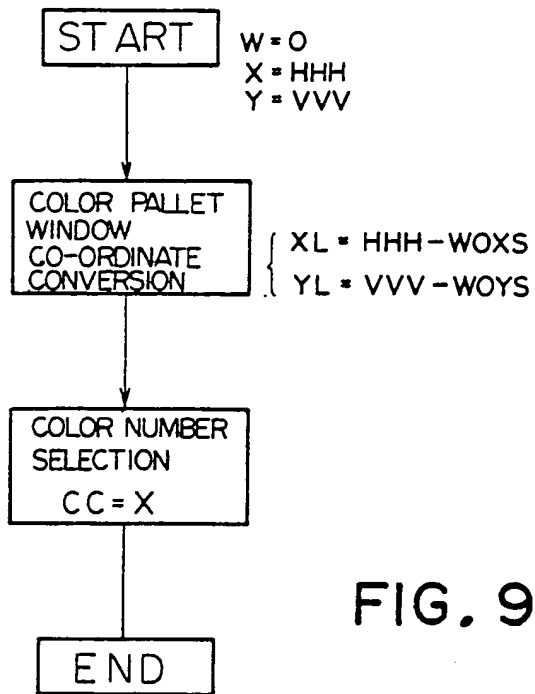 START
W = 0
X = HHH
Y = VVV
COLOR PALLET
WINDOW
CO-ORDINATE
CONVERSION
XL = HHH - WOXS
YL = VVV - WOYS
COLOR NUMBER
SELECTION
CC = X
END
FIG. 9